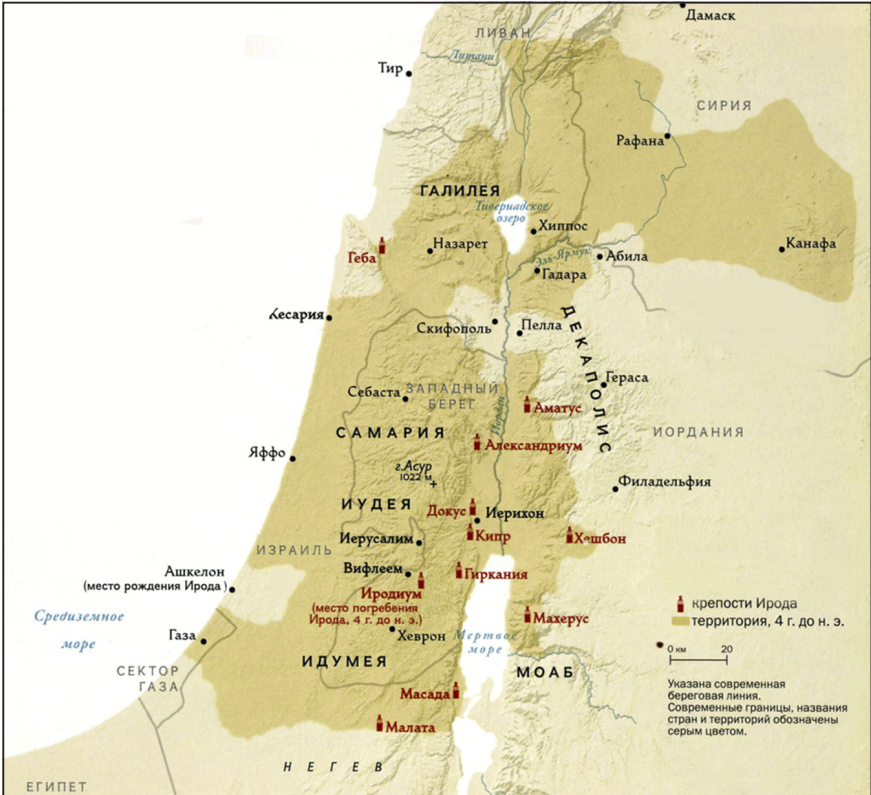 Дамаск
ЛИВАН
Литани
Тир
СИРИЯ
Рафана
ГАЛИЛЕЯ
Тивериадское
озеро
Хиппос
Назарет
Геба
Канафа
Абила
Эль-Ярмук
Гадара
Кесария
Скифополь
Пелла
ДЕКАПОЛИС
Гераса
Себаста
ЗАПАДНЫЙ
БЕРЕГ
Иордан
Аматус
САМАРИЯ
ИОРДАНИЯ
Александриум
Яффо
г.Асур
1022 м
Филадельфия
ИУДЕЯ
Докус
Иерихон
Кипр
Хешбон
Иерусалим
ИЗРАИЛЬ
Вифлеем
Гиркания
Ашкелон
(место рождения Ирода)
Иродиум
(место погребения
Ирода, 4 г. до н. э.)
Махерус
крепости Ирода
территория, 4 г. до н. э.
Средиземное
море
Газа
Хеврон
Мертвое
море
0 км 20
ИДУМЕЯ
МОАБ
СЕКТОР
ГАЗА
Масада
Указана современная
береговая линия.
Современные границы, названия
стран и территорий обозначены
серым цветом.
Малата
НЕГЕВ
ЕГИПЕТ